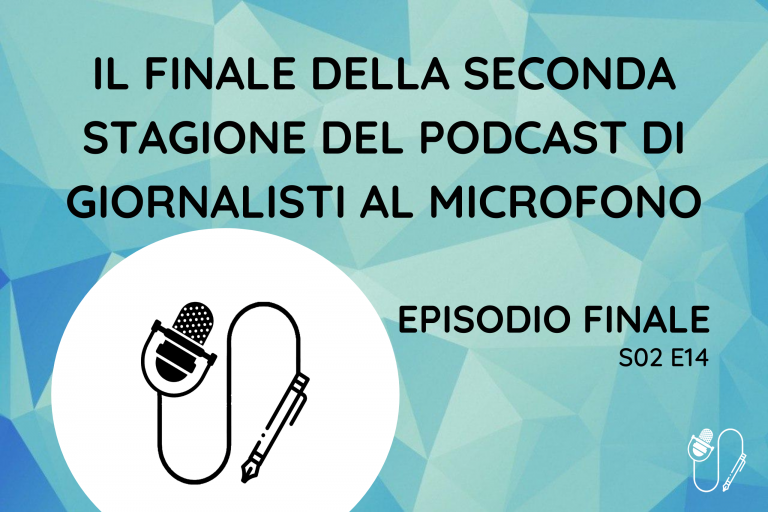 IL FINALE DELLA SECONDA
STAGIONE DEL PODCAST DI
GIORNALISTI AL MICROFONO
EPISODIO FINALE
S02 E14